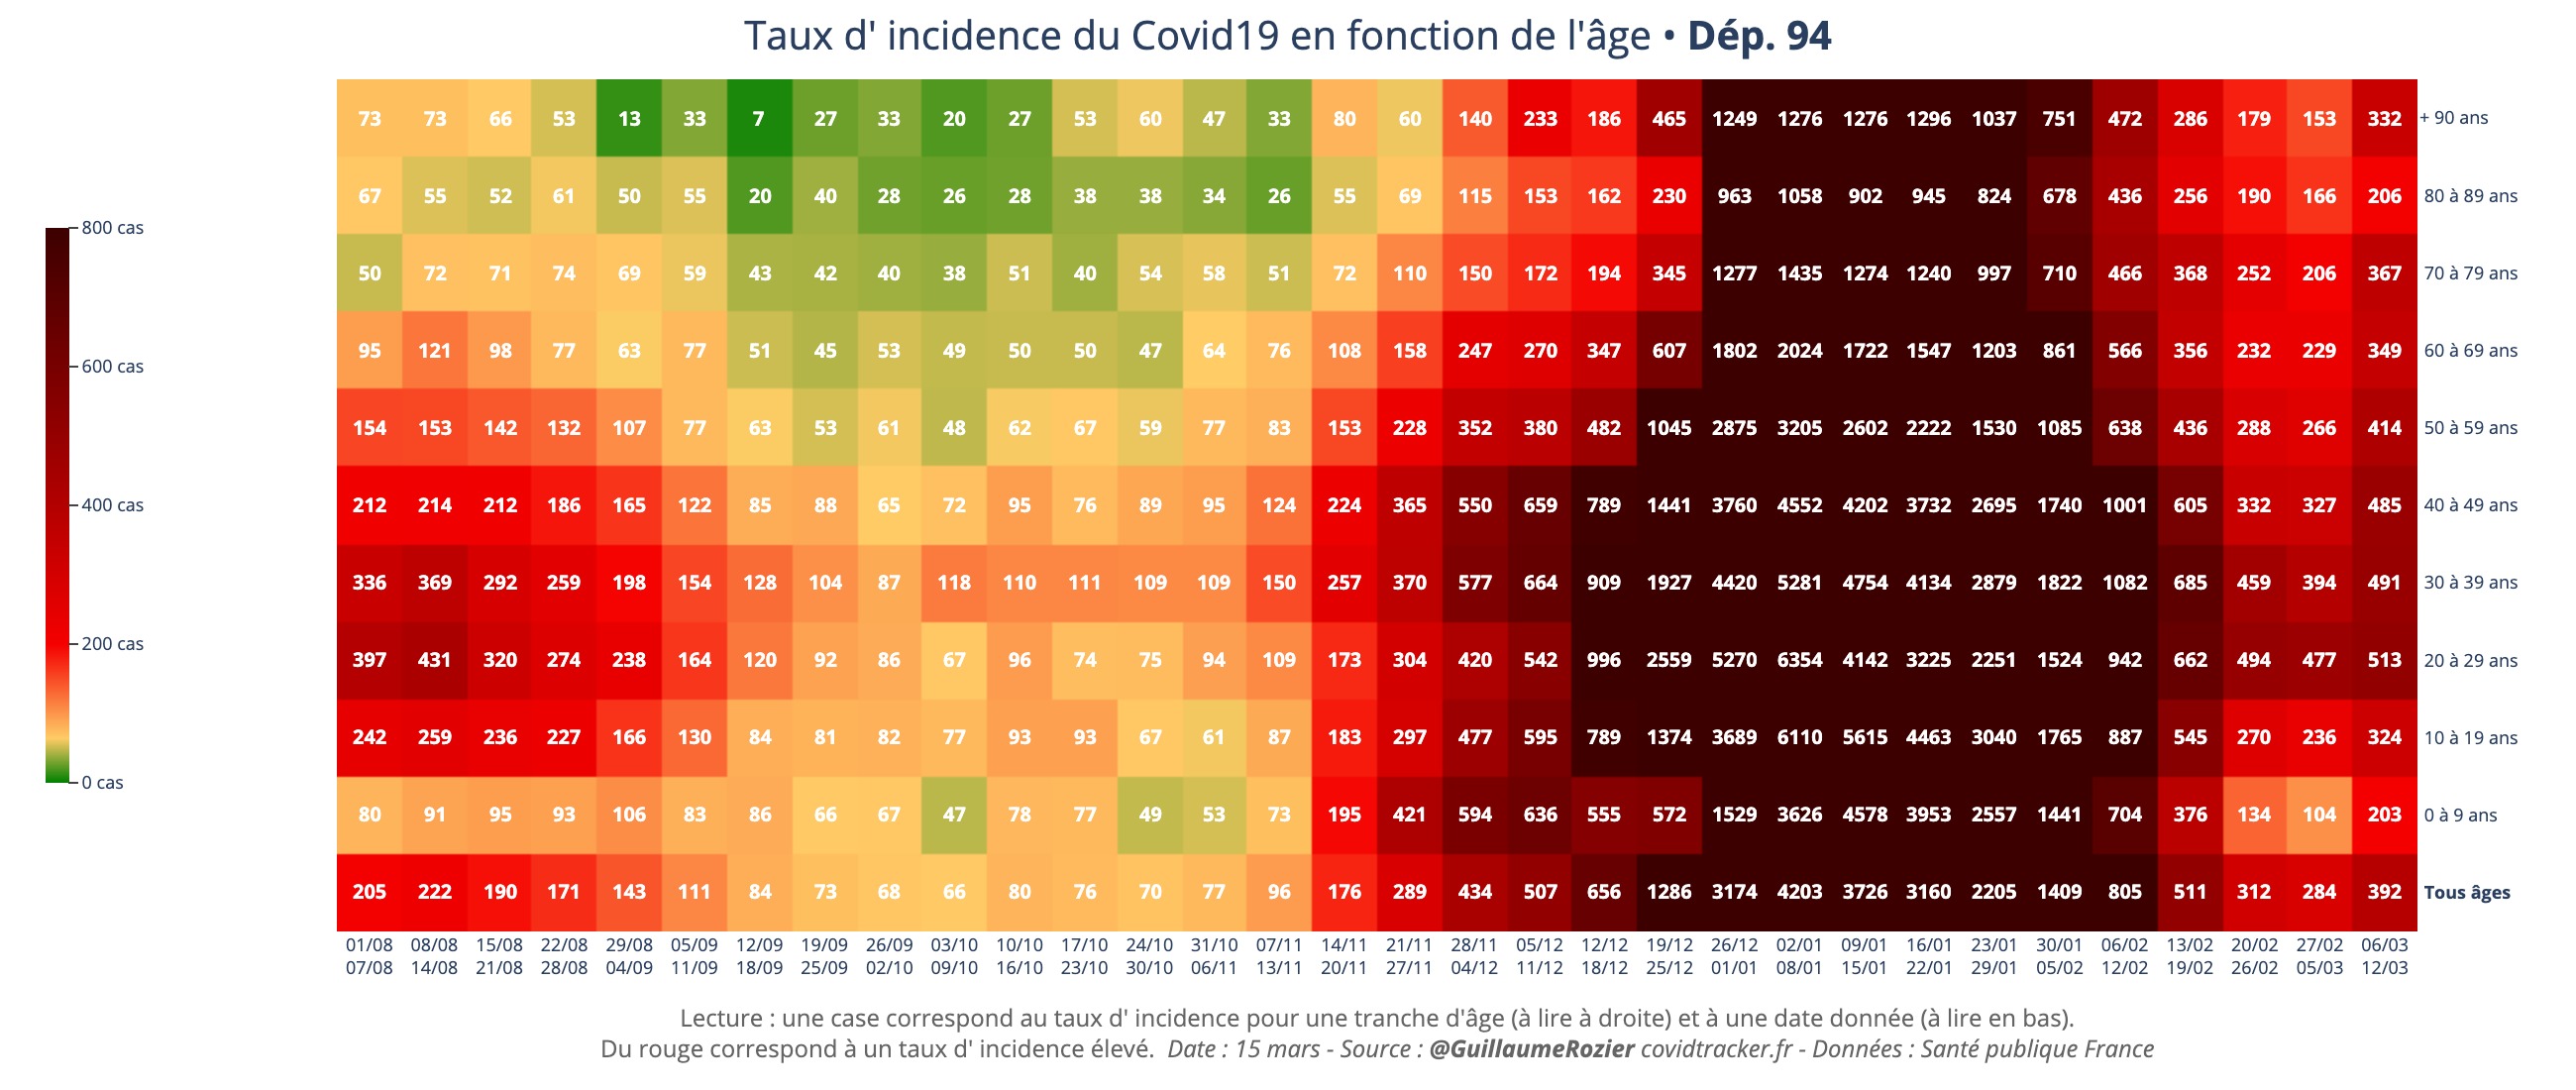 Taux d' incidence du Covid19 en fonction de l'âge • Dép. 94
800 cas
600 cas
400 cas
200 cas
0 cas
73 73 66 53 13 33 7 27 33 20 27 53 60 47 33 80 60 140 233 186 465 1249 1276 1276 1296 1037 751 472 286 179 153 332 + 90 ans
67 55 52 61 50 55 20 40 28 26 28 38 38 34 26 55 69 115 153 162 230 963 1058 902 945 824 678 436 256 190 166 206 80 à 89 ans
50 72 71 74 69 59 43 42 40 38 51 40 54 58 51 72 110 150 172 194 345 1277 1435 1274 1240 997 710 466 368 252 206 367 70 à 79 ans
95 121 98 77 63 77 51 45 53 49 50 50 47 64 76 108 158 247 270 347 607 1802 2024 1722 1547 1203 861 566 356 232 229 349 60 à 69 ans
154 153 142 132 107 77 63 53 61 48 62 67 59 77 83 153 228 352 380 482 1045 2875 3205 2602 2222 1530 1085 638 436 288 266 414 50 à 59 ans
212 214 212 186 165 122 85 88 65 72 95 76 89 95 124 224 365 550 659 789 1441 3760 4552 4202 3732 2695 1740 1001 605 332 327 485 40 à 49 ans
336 369 292 259 198 154 128 104 87 118 110 111 109 109 150 257 370 577 664 909 1927 4420 5281 4754 4134 2879 1822 1082 685 459 394 491 30 à 39 ans
397 431 320 274 238 164 120 92 86 67 96 74 75 94 109 173 304 420 542 996 2559 5270 6354 4142 3225 2251 1524 942 662 494 477 513 20 à 29 ans
242 259 236 227 166 130 84 81 82 77 93 93 67 61 87 183 297 477 595 789 1374 3689 6110 5615 4463 3040 1765 887 545 270 236 324 10 à 19 ans
80 91 95 93 106 83 86 66 67 47 78 77 49 53 73 195 421 594 636 555 572 1529 3626 4578 3953 2557 1441 704 376 134 104 203 0 à 9 ans
205 222 190 171 143 111 84 73 68 66 80 76 70 77 96 176 289 434 507 656 1286 3174 4203 3726 3160 2205 1409 805 511 312 284 392 Tous âges
01/08 08/08 15/08 22/08 29/08 05/09 12/09 19/09 26/09 03/10 10/10 17/10 24/10 31/10 07/11 14/11 21/11 28/11 05/12 12/12 19/12 26/12 02/01 09/01 16/01 23/01 30/01 06/02 13/02 20/02 27/02 06/03
07/08 14/08 21/08 28/08 04/09 11/09 18/09 25/09 02/10 09/10 16/10 23/10 30/10 06/11 13/11 20/11 27/11 04/12 11/12 18/12 25/12 01/01 08/01 15/01 22/01 29/01 05/02 12/02 19/02 26/02 05/03 12/03
Lecture : une case correspond au taux d' incidence pour une tranche d'âge (à lire à droite) et à une date donnée (à lire en bas).
Du rouge correspond à un taux d' incidence élevé. Date : 15 mars - Source : @GuillaumeRozier covidtracker.fr - Données : Santé publique France